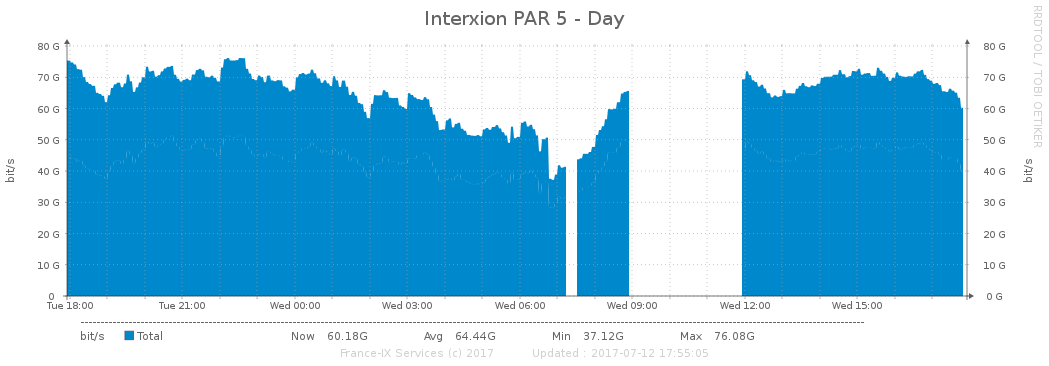 Interxion PAR 5 - Day
RRDTOOL / TOBI OETIKER
80 G 80 G
70 G 70 G
60 G 60 G
50 G 50 G
40 G 40 G
30 G 30 G
20 G 20 G
10 G 10 G
0 0 G
bit/s bit/s
Tue 18:00 Tue 21:00 Wed 00:00 Wed 03:00 Wed 06:00 Wed 09:00 Wed 12:00 Wed 15:00
bit/s Total Now 60.18G Avg 64.44G Min 37.12G Max 76.08G
France-IX Services (c) 2017 Updated : 2017-07-12 17:55:05